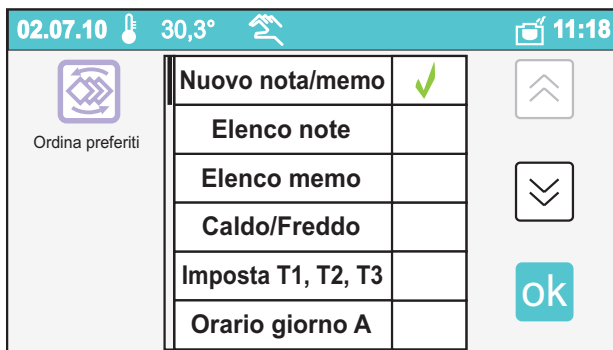 02.07.10 30,3° 11:18
Ordina preferiti
Nuovo nota/memo
Elenco note
Elenco memo
Caldo/Freddo
Imposta T1, T2, T3
Orario giorno A
ok